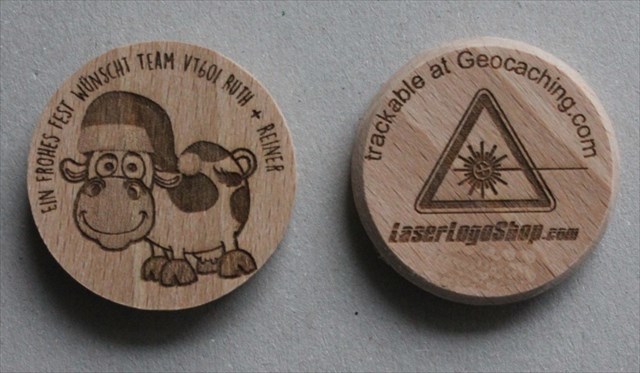 EIN FROHES FEST WÜNSCHT TEAM VT601 RUTH + REINER
trackable at Geocaching.com
LaserLogoShop.com